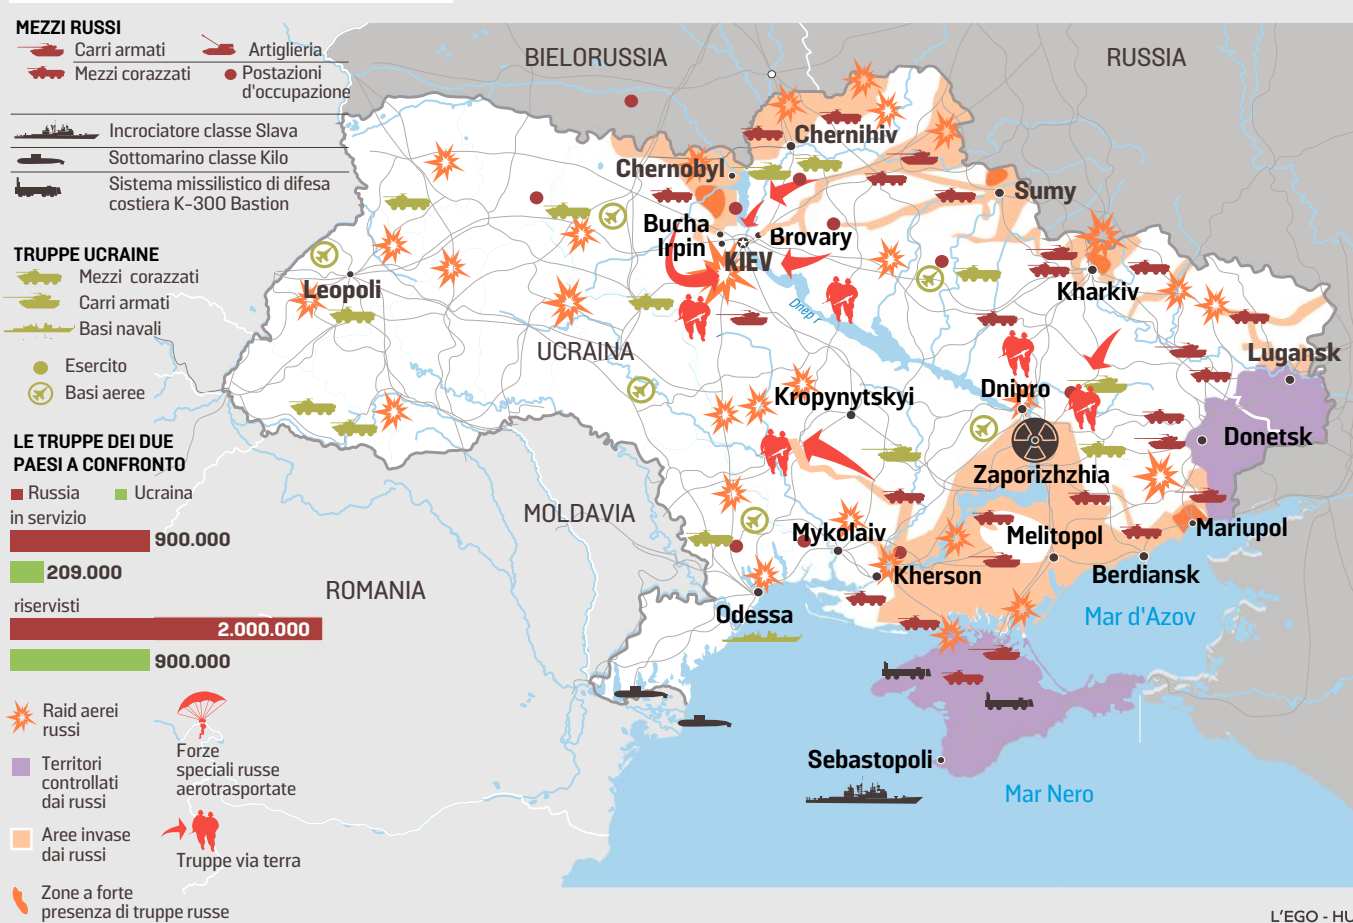 MEZZI RUSSI
Carri armati
Artiglieria
Mezzi corazzati
Postazioni
d'occupazione
Incrociatore classe Slava
Sottomarino classe Kilo
Sistema missilistico di difesa
costiera K-300 Bastion
TRUPPE UCRAINE
Mezzi corazzati
Carri armati
Basi navali
Esercito
Basi aeree
LE TRUPPE DEI DUE
PAESI A CONFRONTO
Russia
Ucraina
in servizio
900.000
209.000
riservisti
2.000.000
900.000
Raid aerei
russi
Forze
speciali russe
aerotrasportate
Territori
controllati
dai russi
Aree invase
dai russi
Truppe via terra
Zone a forte
presenza di truppe russe
BIELORUSSIA
RUSSIA
Chernihiv
Chernobyl
Sumy
Bucha
Irpin
Brovary
KIEV
Leopoli
Kharkiv
Dnepr
UCRAINA
Lugansk
Dnipro
Kropynytskyi
Donetsk
Zaporizhzhia
MOLDAVIA
Mykolaiv
Melitopol
Mariupol
Kherson
Berdiansk
ROMANIA
Odessa
Mar d'Azov
Sebastopoli
Mar Nero
L'EGO - HU